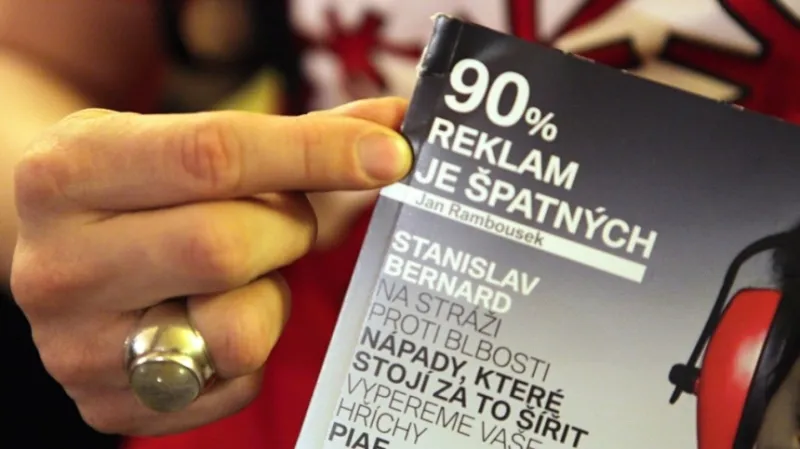 90%
REKLAM
JE ŠPATNÝCH
Jan Rambousek
STANISLAV
BERNARD
NA STRÁŽI
PROTI BLBOSTI
NÁPADY, KTERÉ
STOJÍ ZA TO ŠÍŘIT
VYPEREME VAŠE
HŘÍCHY
PIAF